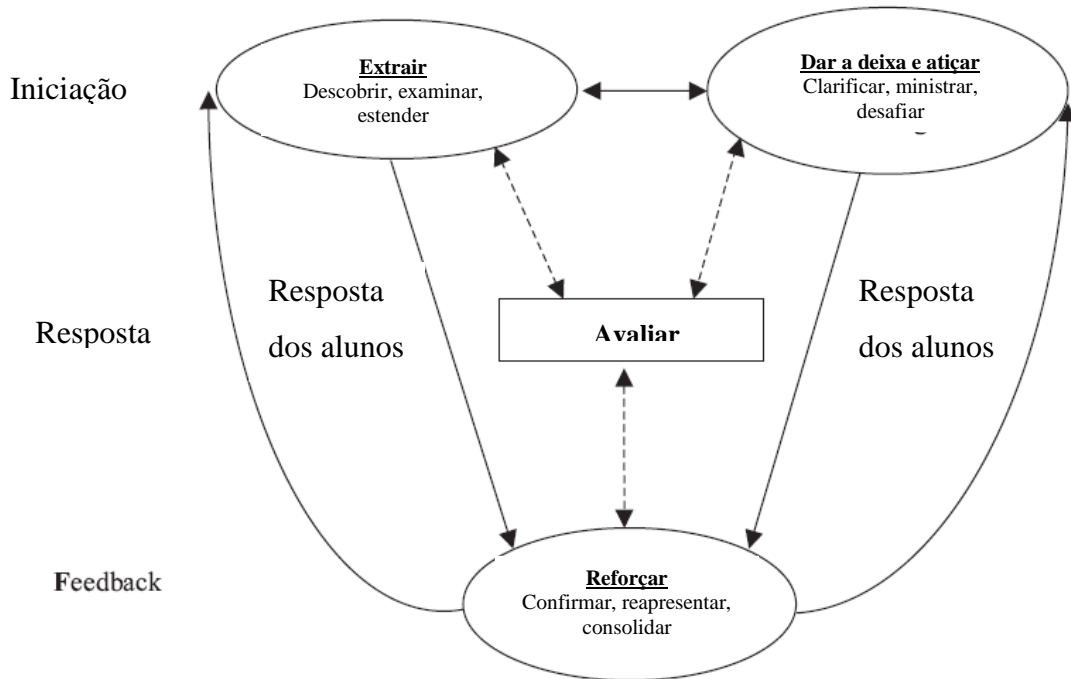 Iniciação
Extrair
Descobrir, examinar,
estender
Dar a deixa e atiçar
Clarificar, ministrar,
desafiar
Resposta
Resposta
dos alunos
Avaliar
Resposta
dos alunos
Feedback
Reforçar
Confirmar, reapresentar,
consolidar